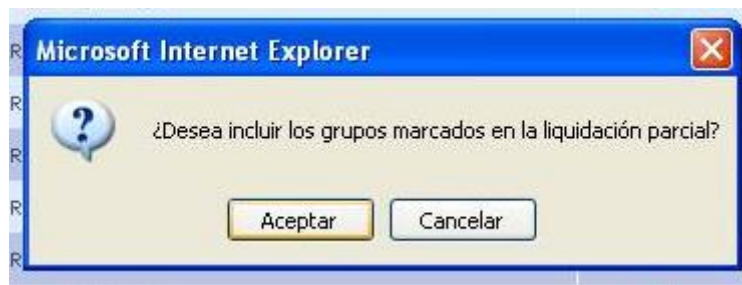 Microsoft Internet Explorer
¿Desea incluir los grupos marcados en la liquidación parcial?
Aceptar
Cancelar
R
R
R
R
R